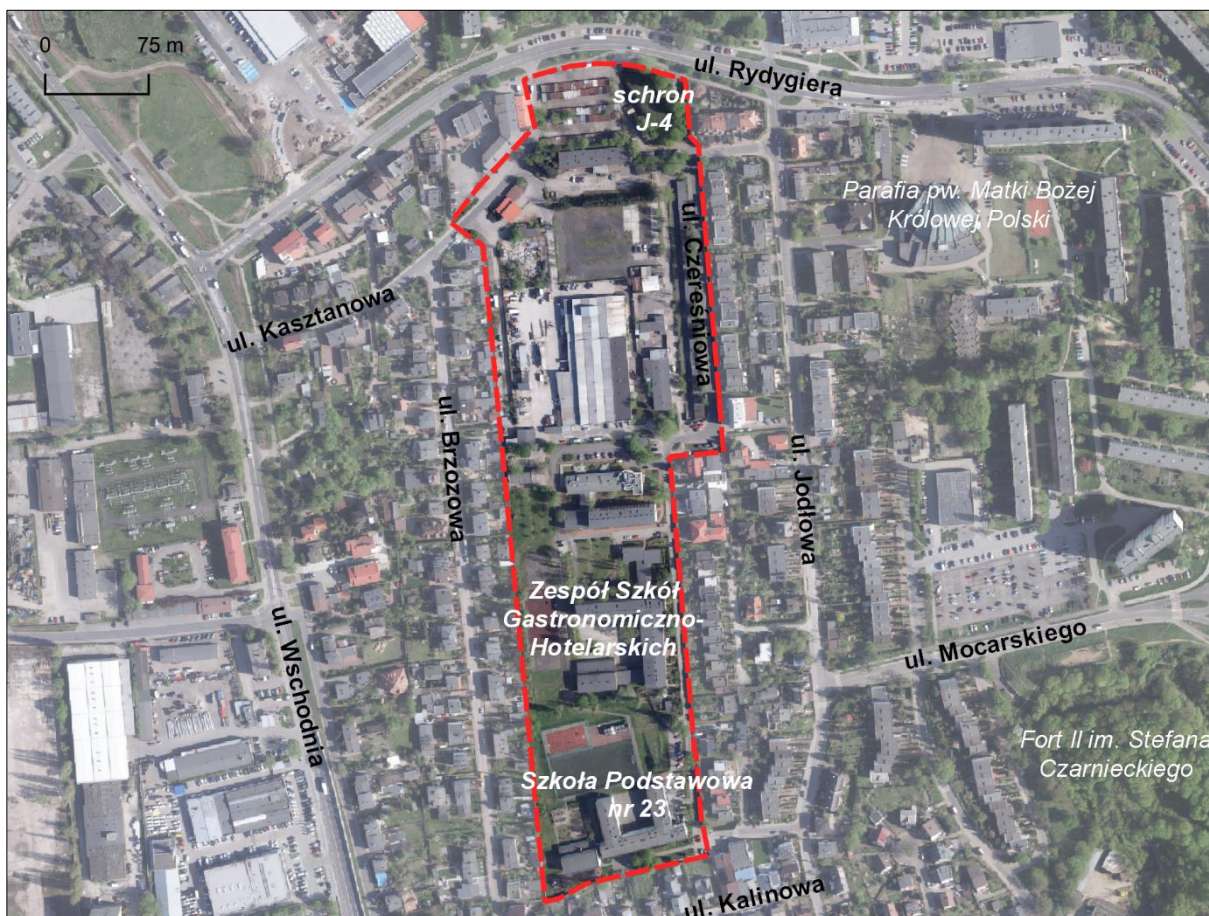 0 75 m
ul. Rydygiera
schron
J-4
Parafia pw. Matki Bożej
Królowej Polski
ul. Czereśniowa
ul. Kasztanowa
ul. Brzozowa
ul. Jodłowa
Zespół Szkół
Gastronomiczno-
Hotelarskich
ul. Mocarskiego
ul. Wschodnia
Fort II im. Stefana
Czarnieckiego
Szkoła Podstawowa
nr 23
ul. Kalinowa